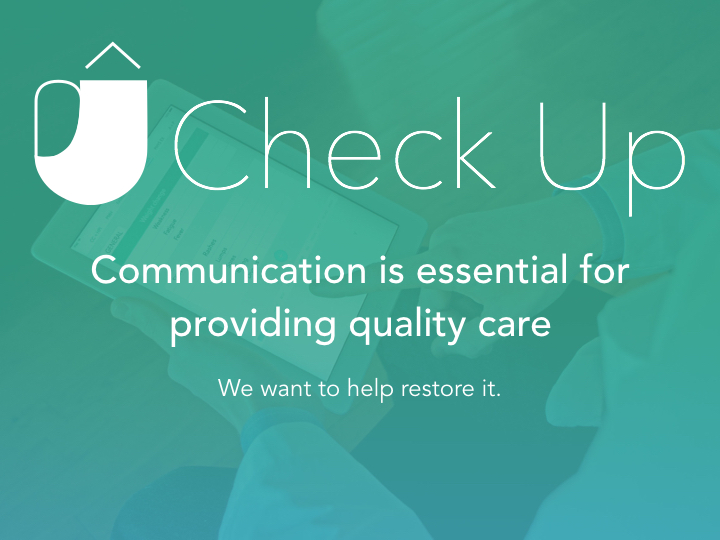 Check Up
Communication is essential for
providing quality care
We want to help restore it.